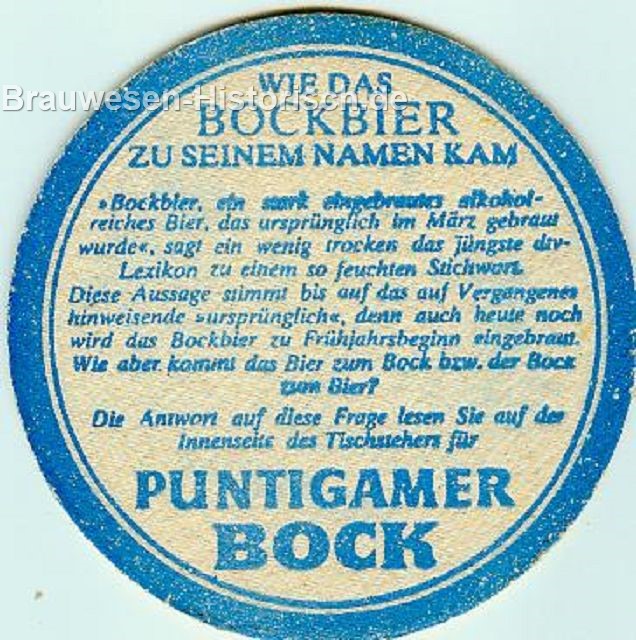 WIE DAS
Brauwesen-Historisch.de
BOCKBIER
ZU SEINEM NAMEN KAM
»Bockbier, ein stark eingebrautes alkohol-
reiches Bier, das ursprünglich im März gebraut
wurde«, sagt ein wenig trocken das jüngste dtv-
Lexikon zu einem so feuchten Stichwort.
Diese Aussage stimmt bis auf das auf Vergangenes
hinweisende »ursprünglich«, denn auch heute noch
wird das Bockbier zu Frühjahrsbeginn eingebraut.
Wie aber kommt das Bier zum Bock bzw. der Bock
zum Bier?
Die Antwort auf diese Frage lesen Sie auf der
Innenseite des Tischstehers für
PUNTIGAMER
BOCK